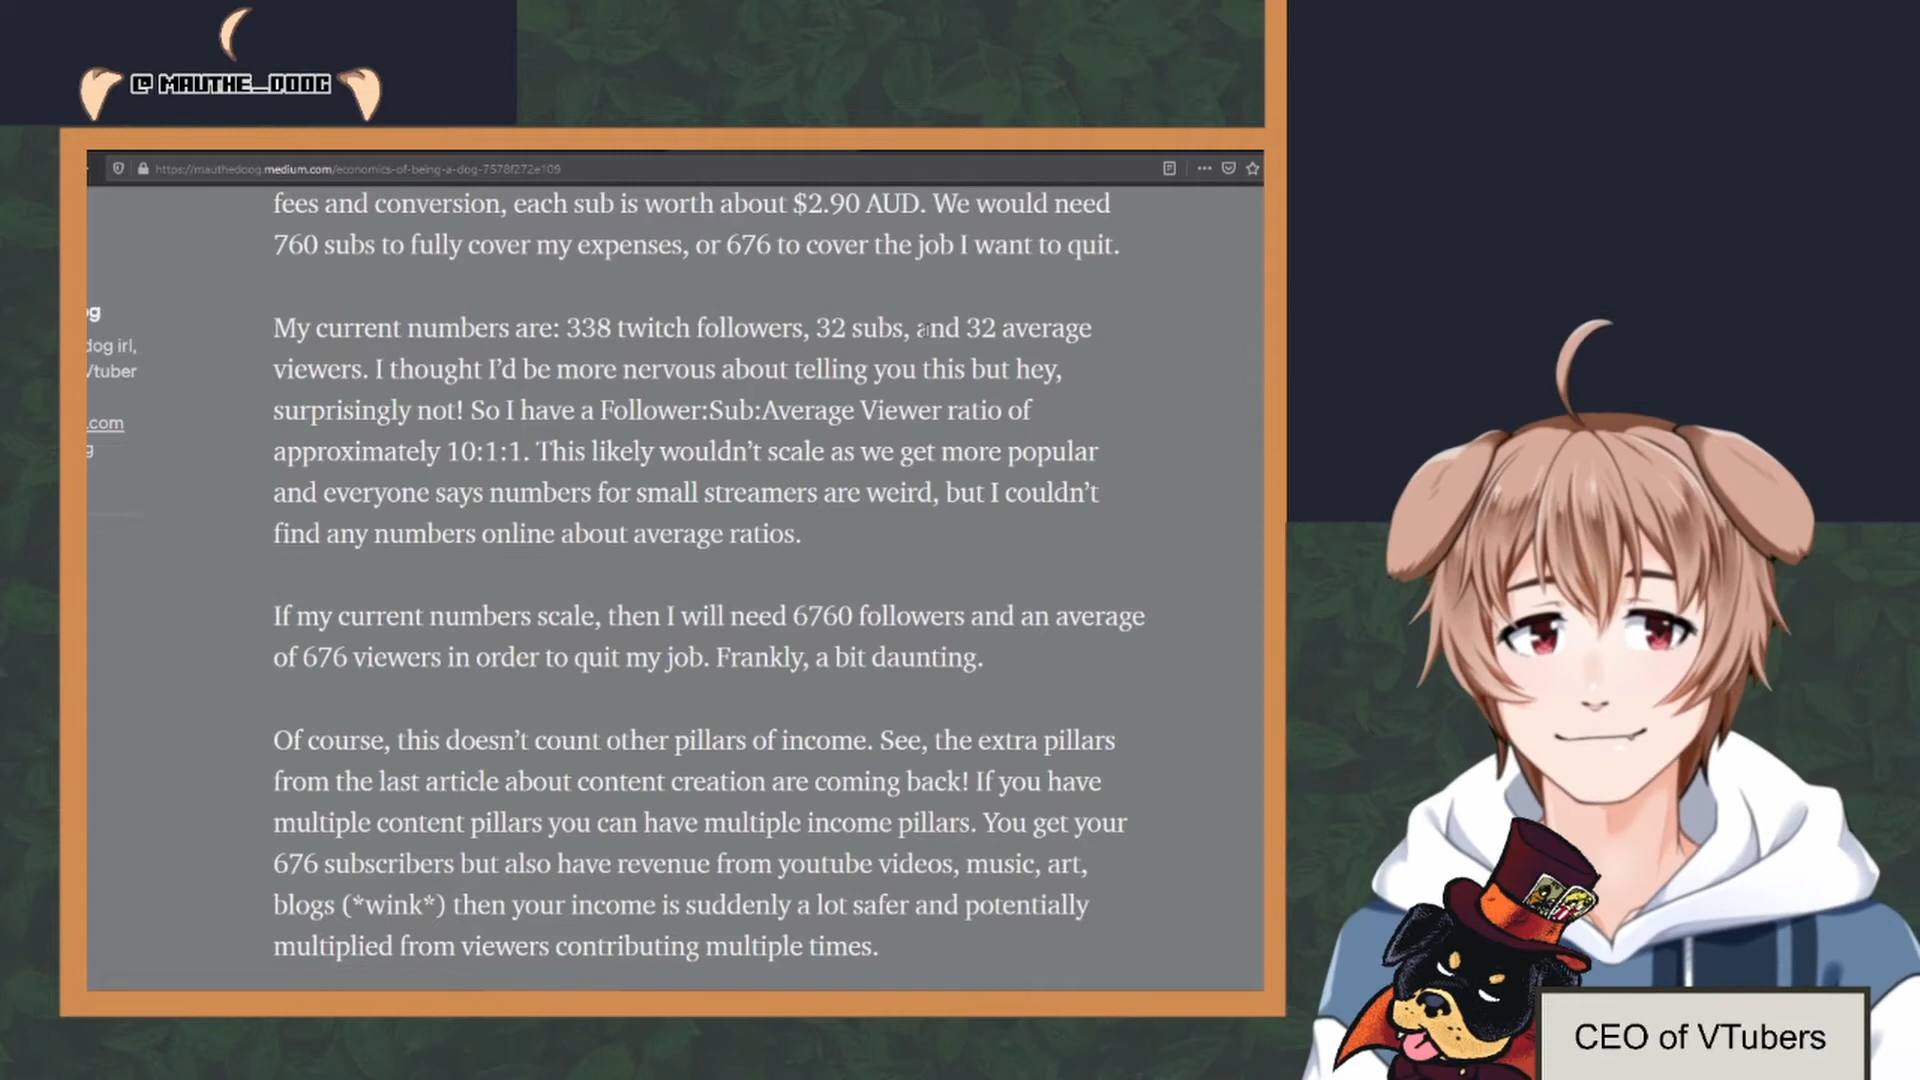 @ MAUTHE_DOOG
https://mauthedoog.medium.com/economics-of-being-a-dog-7578f272e109
fees and conversion, each sub is worth about $2.90 AUD. We would need
760 subs to fully cover my expenses, or 676 to cover the job I want to quit.
og
dog irl,
Vtuber
.com
g
My current numbers are: 338 twitch followers, 32 subs, and 32 average
viewers. I thought I’d be more nervous about telling you this but hey,
surprisingly not! So I have a Follower:Sub:Average Viewer ratio of
approximately 10:1:1. This likely wouldn’t scale as we get more popular
and everyone says numbers for small streamers are weird, but I couldn’t
find any numbers online about average ratios.
If my current numbers scale, then I will need 6760 followers and an average
of 676 viewers in order to quit my job. Frankly, a bit daunting.
Of course, this doesn’t count other pillars of income. See, the extra pillars
from the last article about content creation are coming back! If you have
multiple content pillars you can have multiple income pillars. You get your
676 subscribers but also have revenue from youtube videos, music, art,
blogs (*wink*) then your income is suddenly a lot safer and potentially
multiplied from viewers contributing multiple times.
CEO of VTubers